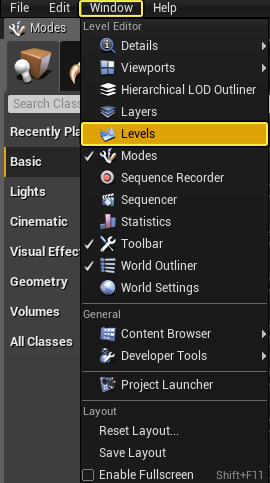 File Edit Window Help
Modes
Level Editor
Details
Viewports
Hierarchical LOD Outliner
Layers
Search Clas
Levels
Recently Pla
Modes
Basic
Sequence Recorder
Lights
Sequencer
Cinematic
Statistics
Visual Effec
Toolbar
World Outliner
Geometry
World Settings
Volumes
General
All Classes
Content Browser
Developer Tools
Project Launcher
Layout
Reset Layout...
Save Layout
Enable Fullscreen Shift+F11